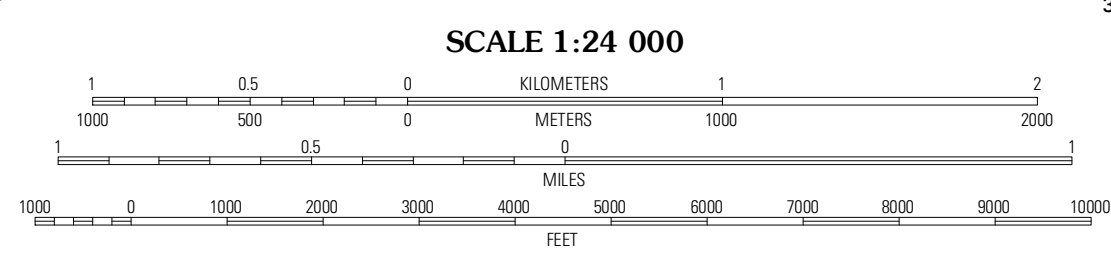 3
SCALE 1:24 000
1 0.5 0 KILOMETERS 1 2
1000 500 0 METERS 1000 2000
1 0.5 0 1
MILES
1000 0 1000 2000 3000 4000 5000 6000 7000 8000 9000 10000
FEET